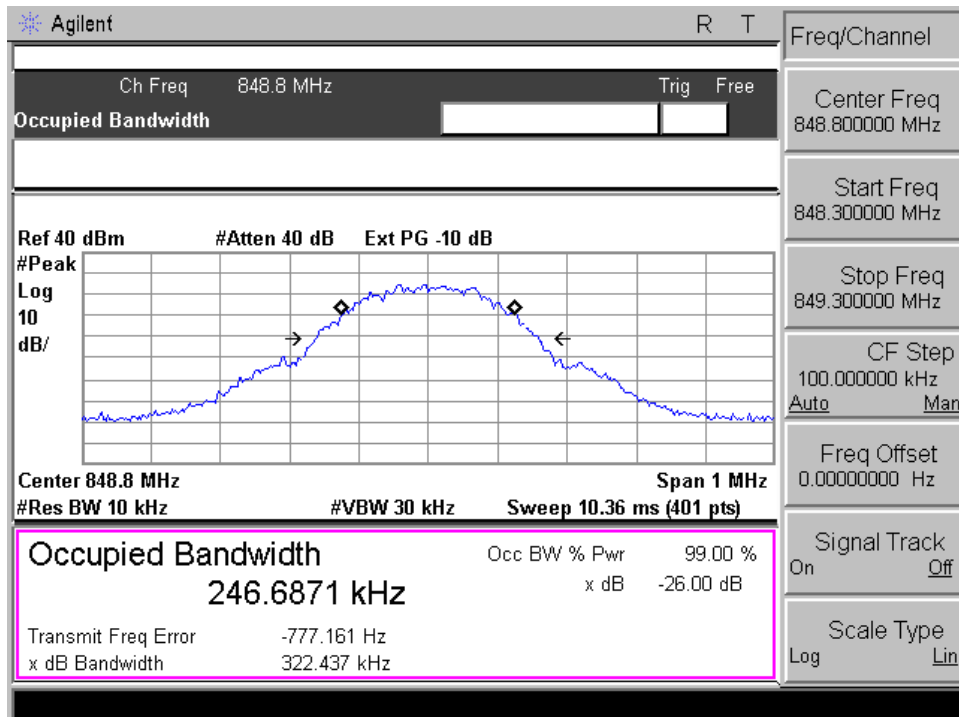 Agilent R T
Ch Freq 848.8 MHz Trig Free
Occupied Bandwidth
Ref 40 dBm #Atten 40 dB Ext PG -10 dB
#Peak
Log
10
dB/
Center 848.8 MHz Span 1 MHz
#Res BW 10 kHz #VBW 30 kHz Sweep 10.36 ms (401 pts)
Occupied Bandwidth Occ BW % Pwr 99.00 %
246.6871 kHz x dB -26.00 dB
Transmit Freq Error -777.161 Hz
x dB Bandwidth 322.437 kHz
Freq/Channel
Center Freq
848.800000 MHz
Start Freq
848.300000 MHz
Stop Freq
849.300000 MHz
CF Step
100.000000 kHz
Auto Man
Freq Offset
0.00000000 Hz
Signal Track
On Off
Scale Type
Log Lin